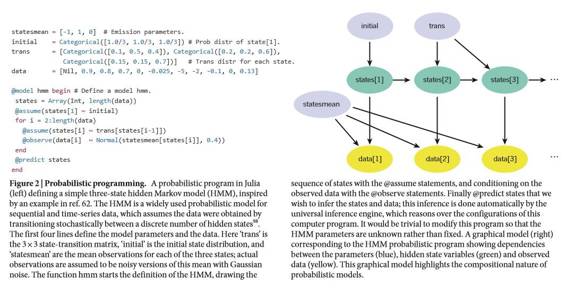 statesmean = [-1, 1, 0] # Emission parameters.
initial = Categorical([1.0/3, 1.0/3, 1.0/3]) # Prob distr of state[1].
trans = [Categorical([0.1, 0.5, 0.4]), Categorical([0.2, 0.2, 0.6]),
Categorical([0.15, 0.15, 0.7])] # Trans distr for each state.
data = [Nil, 0.9, 0.8, 0.7, 0, -0.025, -5, -2, -0.1, 0, 0.13]
@model hmm begin # Define a model hmm.
states = Array(Int, length(data))
@assume(states[1] ~ initial)
for i = 2:length(data)
@assume(states[i] ~ trans[states[i-1]])
@observe(data[i] ~ Normal(statesmean[states[i]], 0.4))
end
@predict states
end
initial
trans
states[1]
states[2]
states[3]
...
statesmean
data[1]
data[2]
data[3]
...
Figure 2 | Probabilistic programming. A probabilistic program in Julia
(left) defining a simple three-state hidden Markov model (HMM), inspired
by an example in ref. 62. The HMM is a widely used probabilistic model for
sequential and time-series data, which assumes the data were obtained by
transitioning stochastically between a discrete number of hidden states⁹⁸.
The first four lines define the model parameters and the data. Here 'trans' is
the 3 × 3 state-transition matrix, 'initial' is the initial state distribution, and
'statesmean' are the mean observations for each of the three states; actual
observations are assumed to be noisy versions of this mean with Gaussian
noise. The function hmm starts the definition of the HMM, drawing the
sequence of states with the @assume statements, and conditioning on the
observed data with the @observe statements. Finally @predict states that we
wish to infer the states and data; this inference is done automatically by the
universal inference engine, which reasons over the configurations of this
computer program. It would be trivial to modify this program so that the
HMM parameters are unknown rather than fixed. A graphical model (right)
corresponding to the HMM probabilistic program showing dependencies
between the parameters (blue), hidden state variables (green) and observed
data (yellow). This graphical model highlights the compositional nature of
probabilistic models.